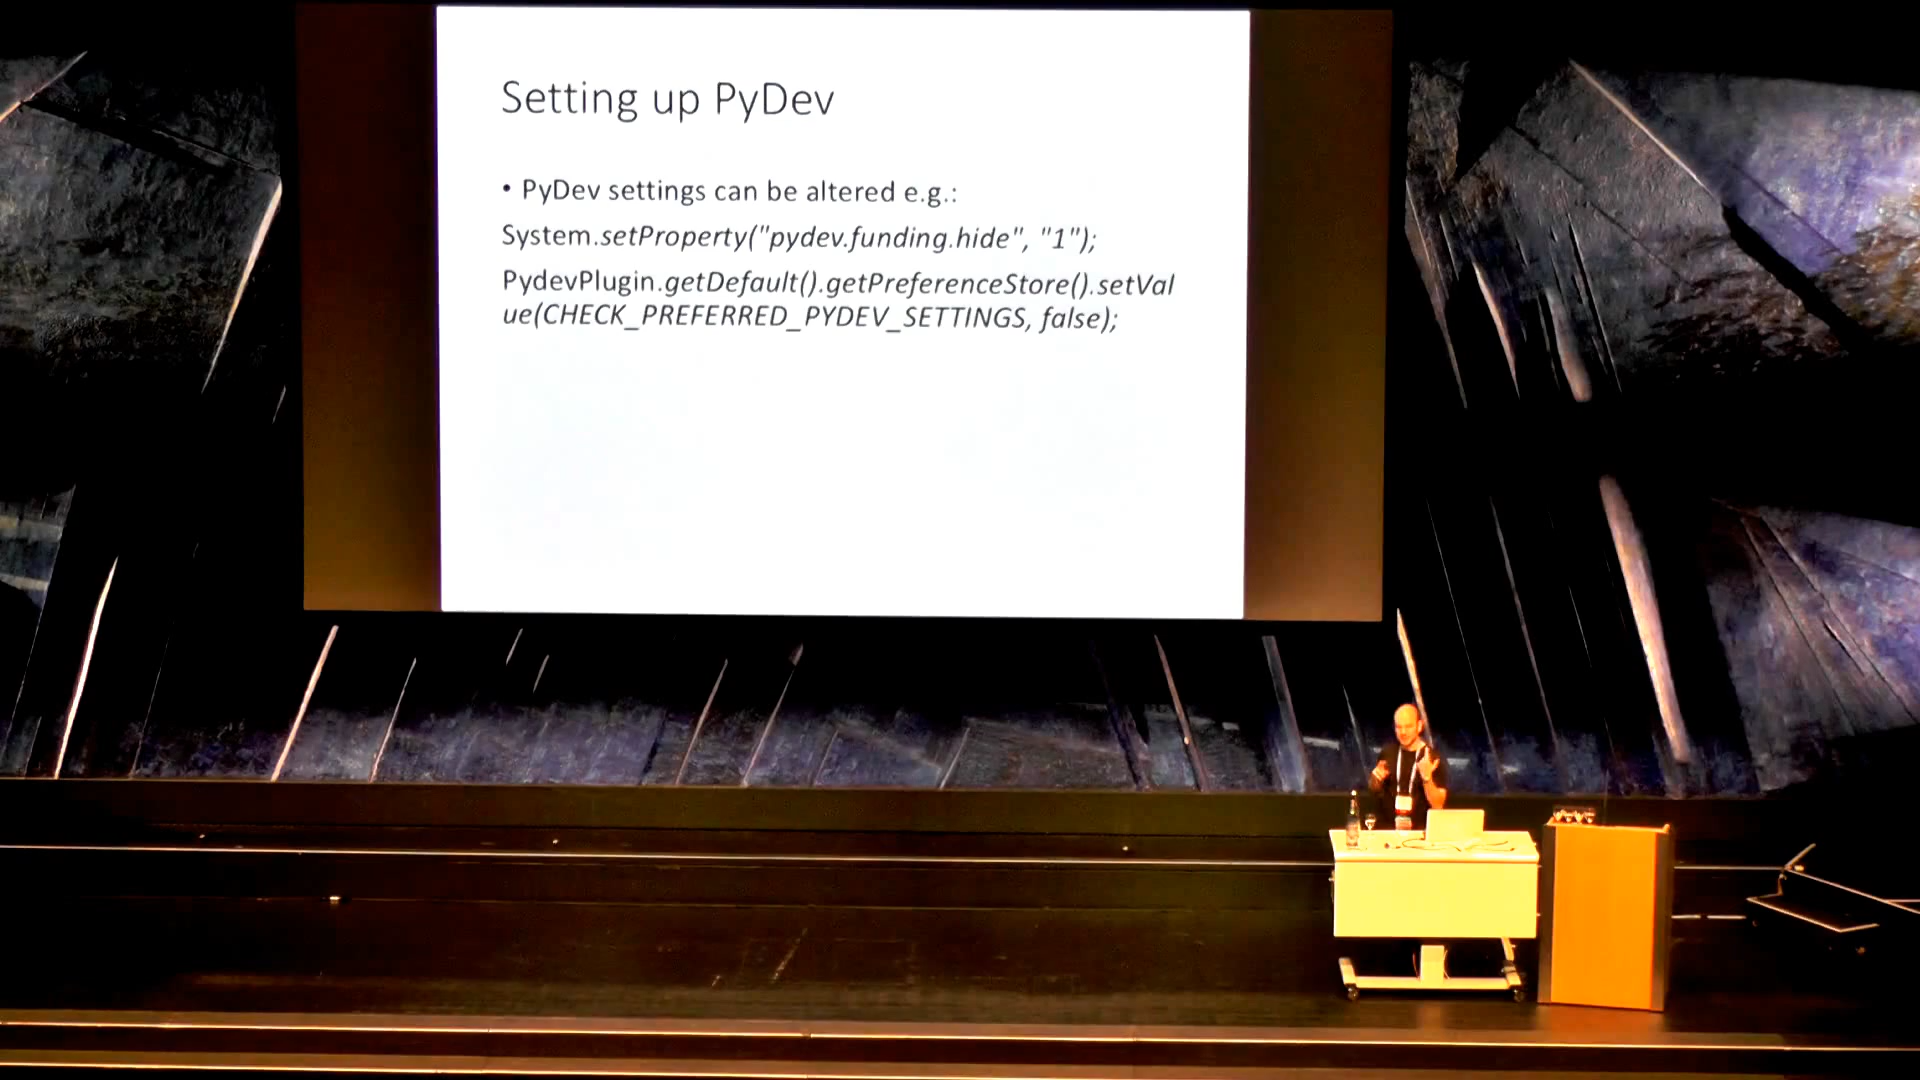 Setting up PyDev
• PyDev settings can be altered e.g.:
System.setProperty("pydev.funding.hide", "1");
PydevPlugin.getDefault().getPreferenceStore().setVal
ue(CHECK_PREFERRED_PYDEV_SETTINGS, false);